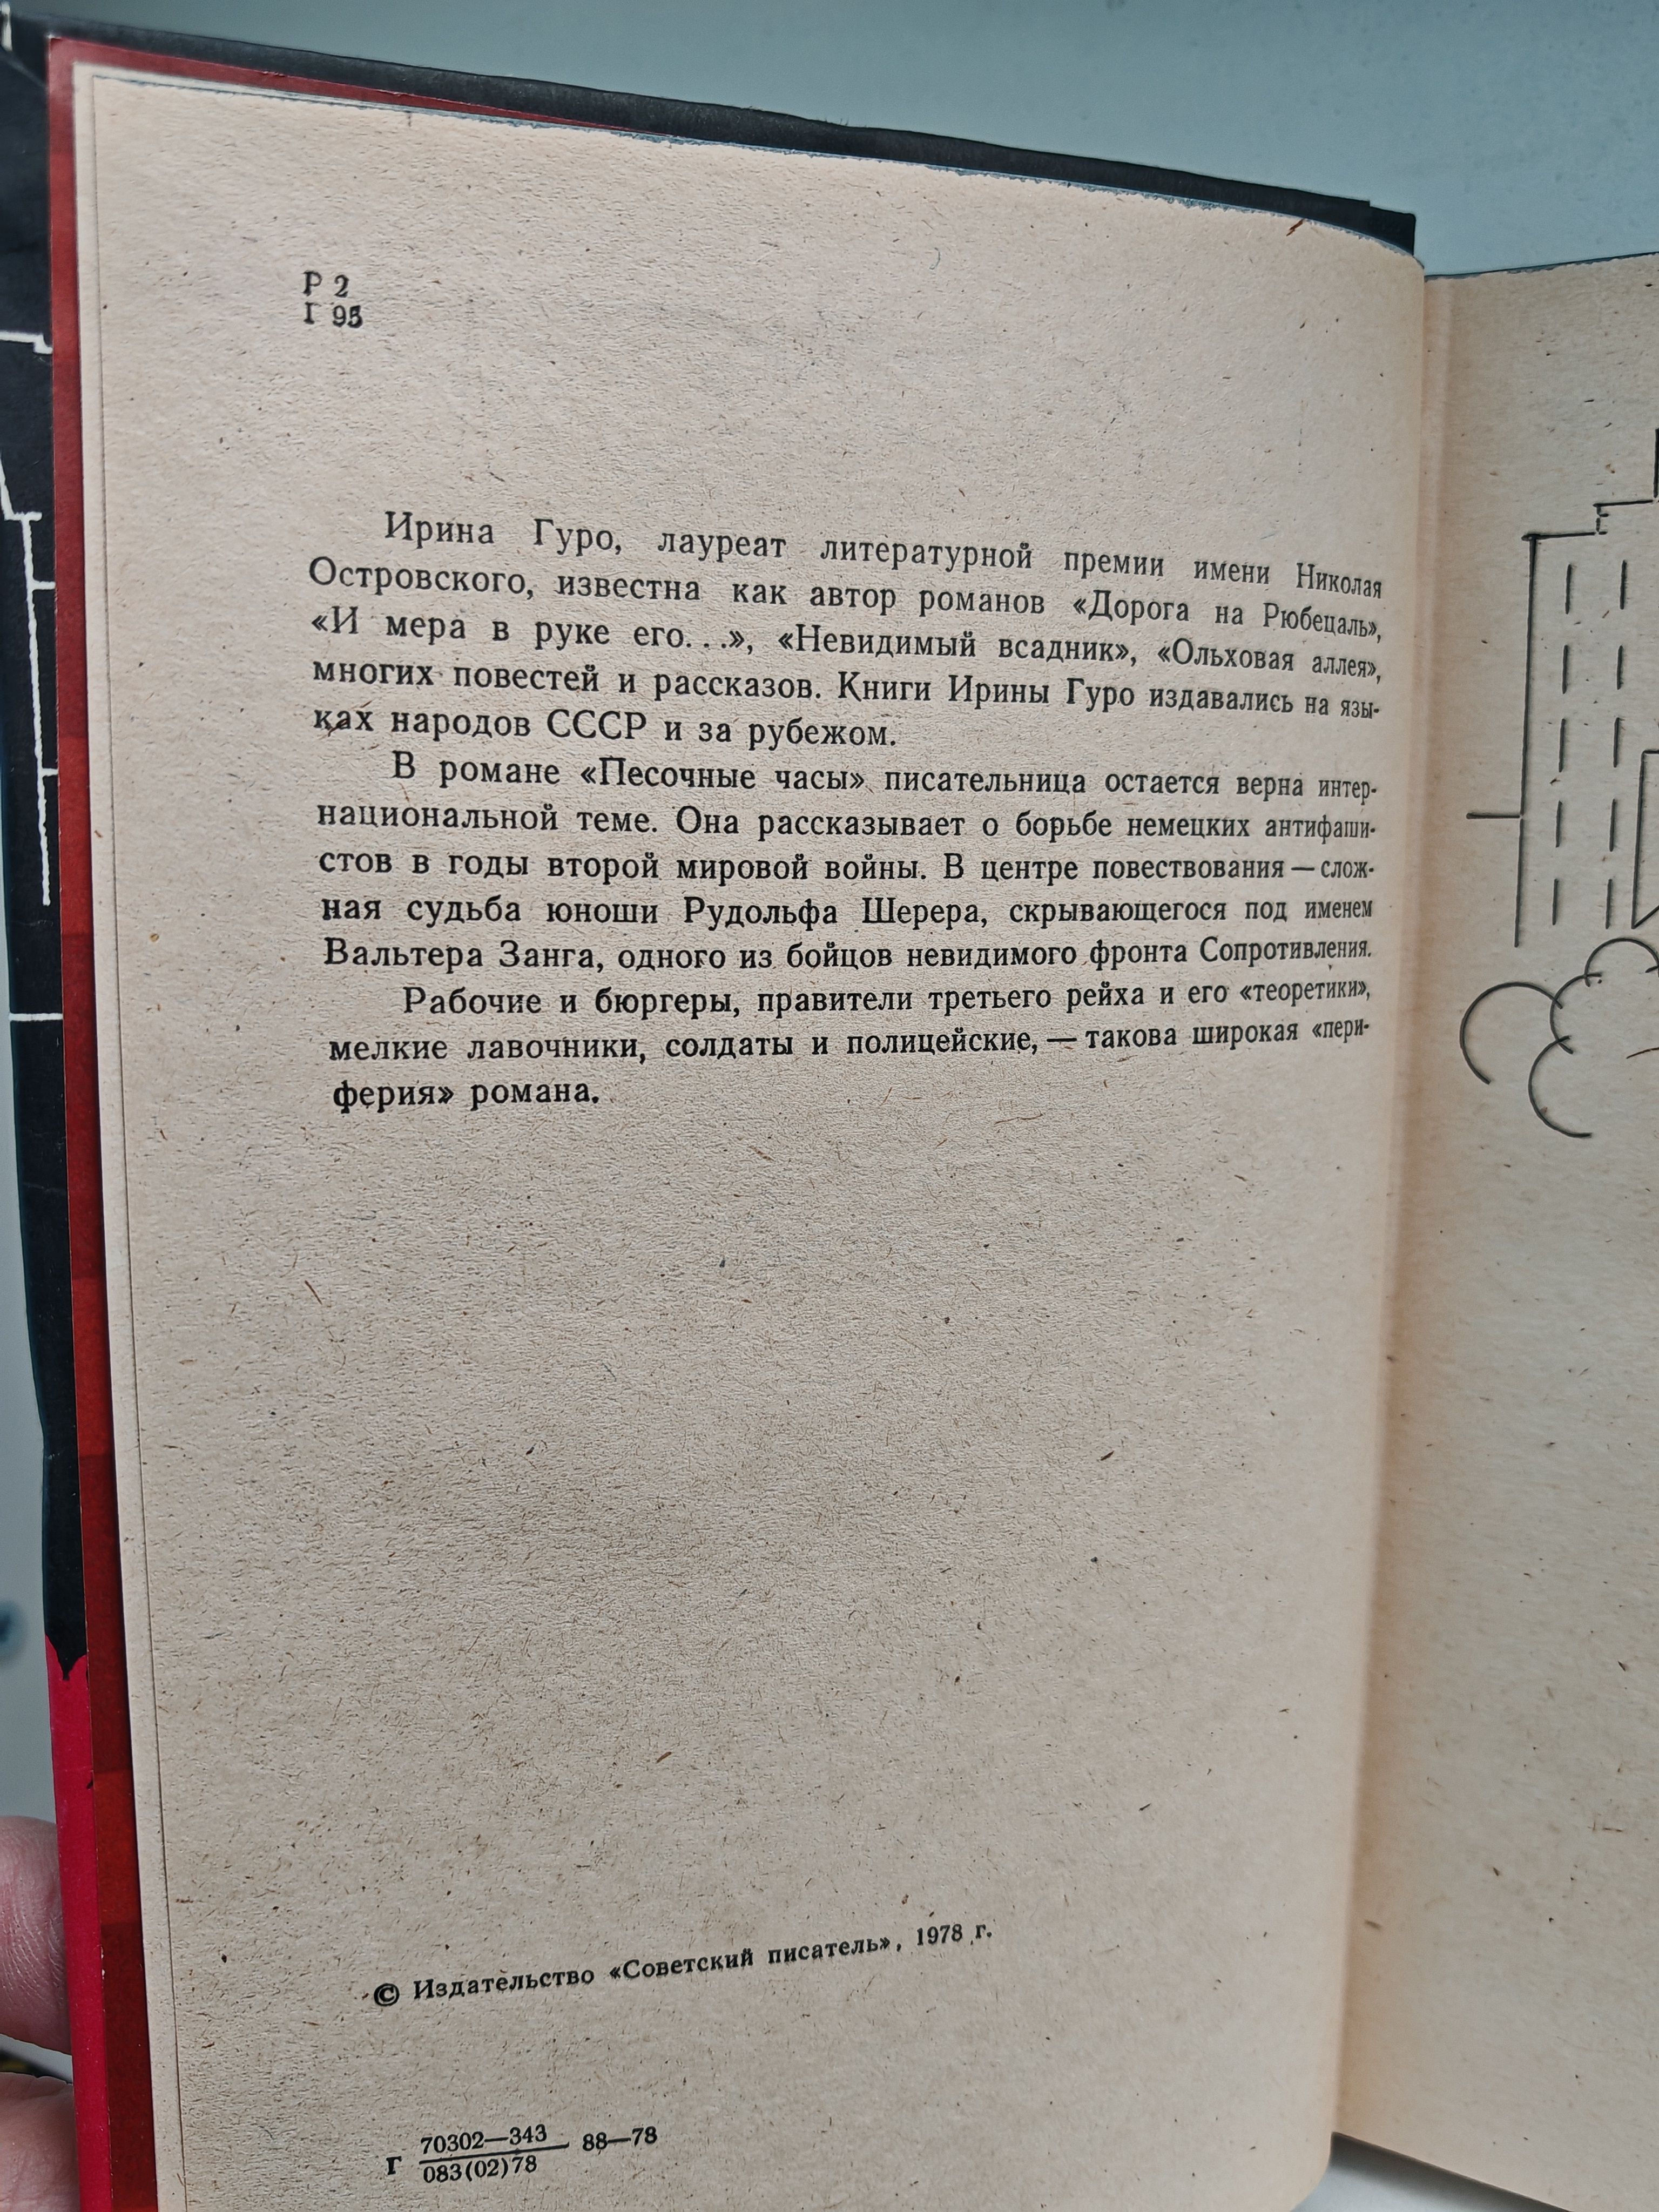 Р 2
Г 95
Ирина Гуро, лауреат литературной премии имени Николая
Островского, известна как автор романов «Дорога на Рюбецаль»,
«И мера в руке его...», «Невидимый всадник», «Ольховая аллея»,
многих повестей и рассказов. Книги Ирины Гуро издавались на язы-
ках народов СССР и за рубежом.
В романе «Песочные часы» писательница остается верна интер-
национальной теме. Она рассказывает о борьбе немецких антифаши-
стов в годы второй мировой войны. В центре повествования — слож-
ная судьба юноши Рудольфа Шерера, скрывающегося под именем
Вальтера Занга, одного из бойцов невидимого фронта Сопротивления.
Рабочие и бюргеры, правители третьего рейха и его «теоретики»,
мелкие лавочники, солдаты и полицейские, — такова широкая «пери-
ферия» романа.
© Издательство «Советский писатель», 1978 г.
70302—343
Г 88—78
083(02)78